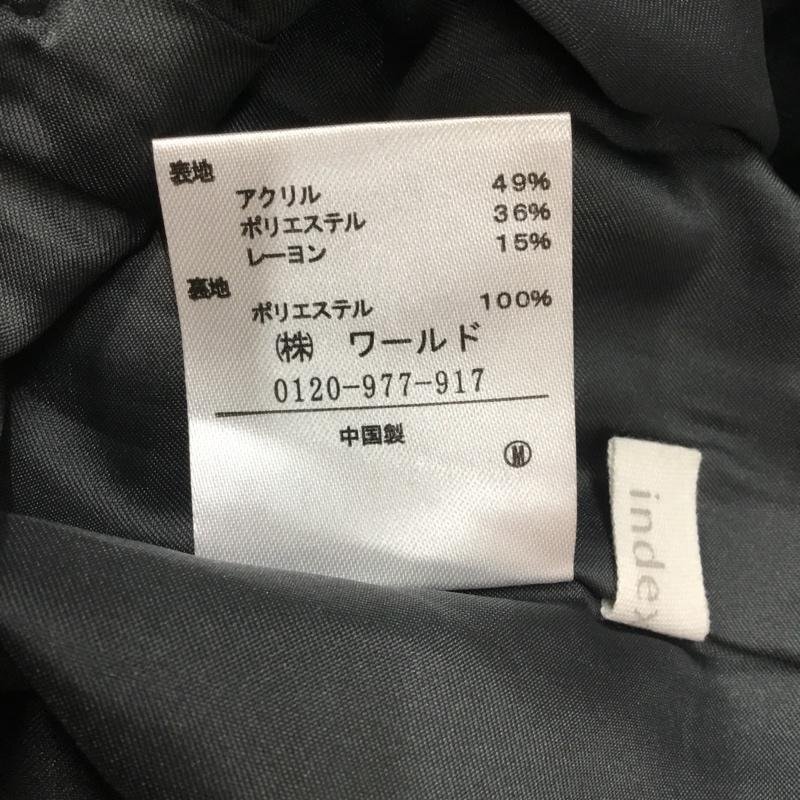 表地
アクリル 49%
ポリエステル 36%
レーヨン 15%
裏地
ポリエステル 100%
㈱ ワールド
0120-977-917
中国製
Ⓜ
index